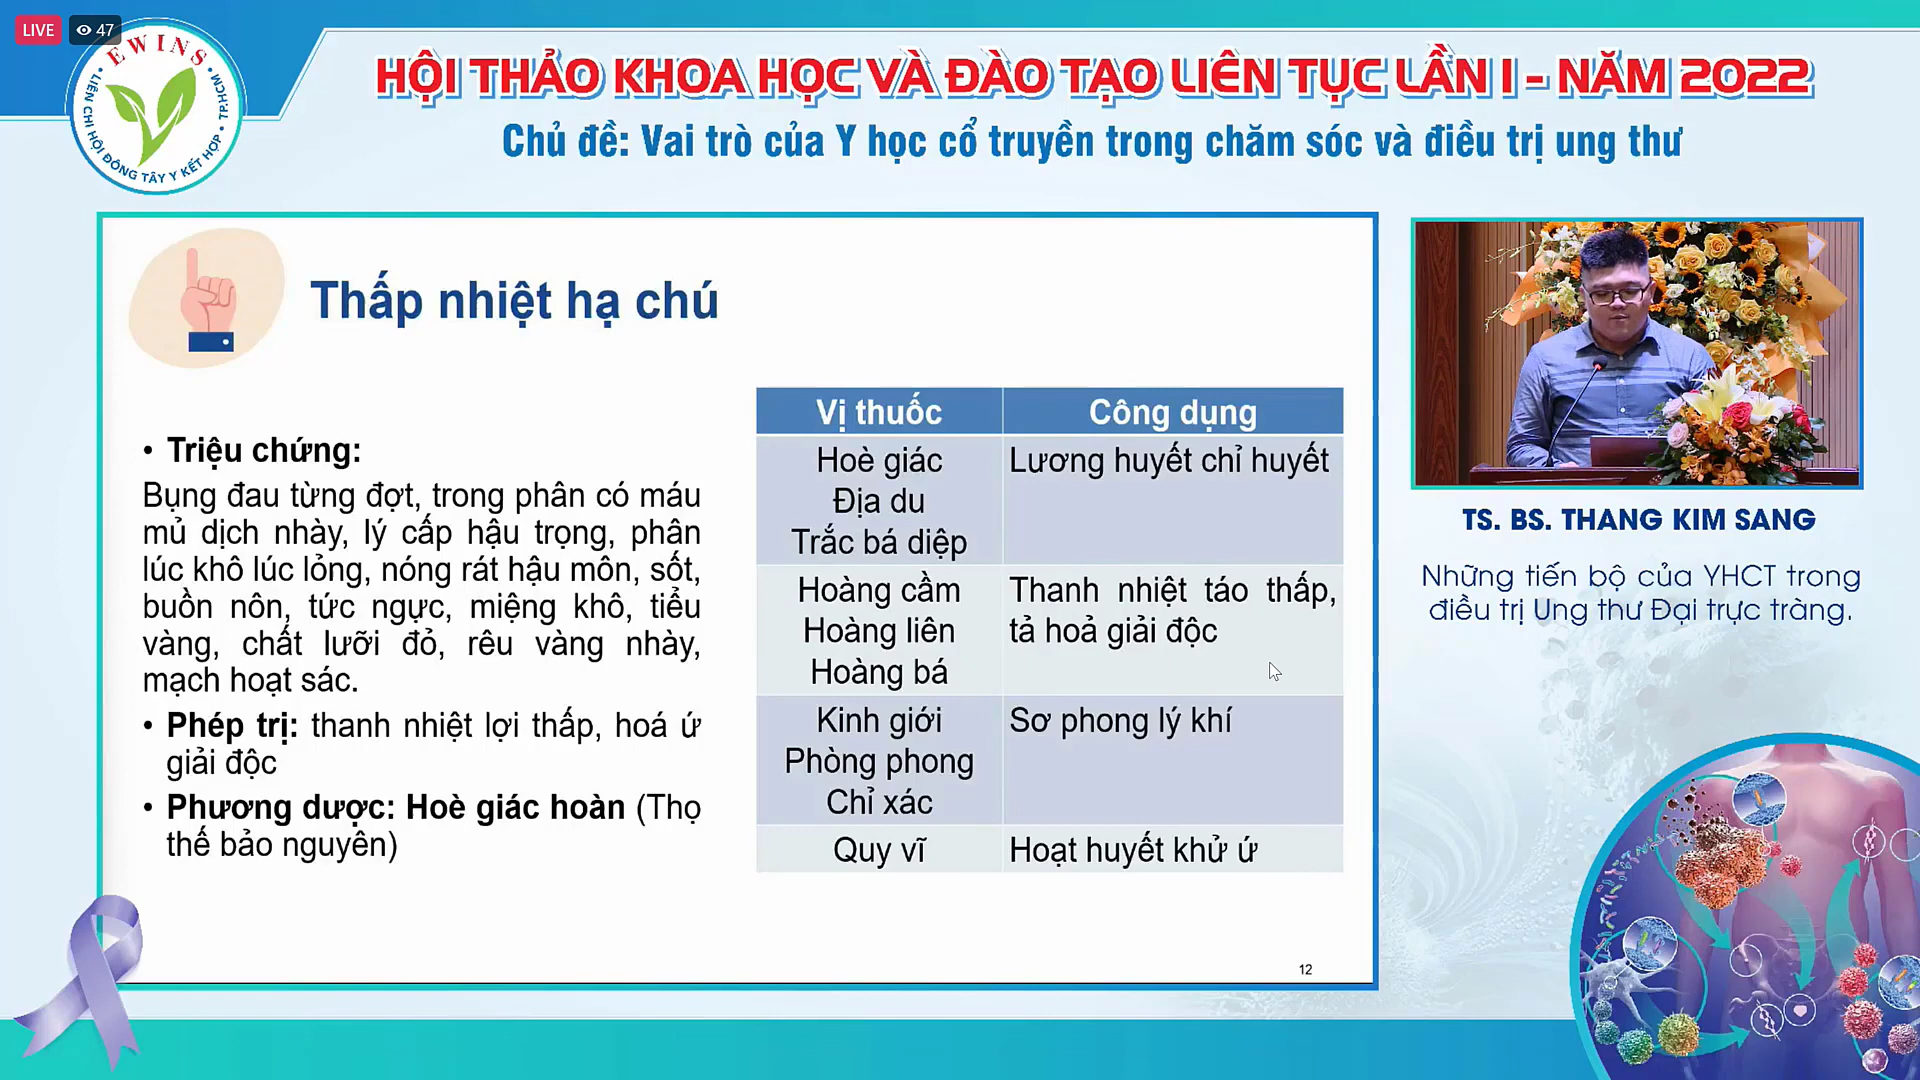 LIVE 47
EWINS
LIÊN CHI HỘI ĐÔNG TÂY Y KẾT HỢP • TP.HCM
HỘI THẢO KHOA HỌC VÀ ĐÀO TẠO LIÊN TỤC LẦN I - NĂM 2022
Chủ đề: Vai trò của Y học cổ truyền trong chăm sóc và điều trị ung thư
Thấp nhiệt hạ chú
• Triệu chứng:
Bụng đau từng đợt, trong phân có máu
mủ dịch nhày, lý cấp hậu trọng, phân
lúc khô lúc lỏng, nóng rát hậu môn, sốt,
buồn nôn, tức ngực, miệng khô, tiểu
vàng, chất lưỡi đỏ, rêu vàng nhày,
mạch hoạt sác.
• Phép trị: thanh nhiệt lợi thấp, hoá ứ
giải độc
• Phương dược: Hoè giác hoàn (Thọ
thế bảo nguyên)
Vị thuốc Công dụng
Hoè giác Lương huyết chỉ huyết
Địa du
Trắc bá diệp
Hoàng cầm Thanh nhiệt táo thấp,
Hoàng liên tả hoả giải độc
Hoàng bá
Kinh giới Sơ phong lý khí
Phòng phong
Chỉ xác
Quy vĩ Hoạt huyết khử ứ
12
TS. BS. THANG KIM SANG
Những tiến bộ của YHCT trong
điều trị Ung thư Đại trực tràng.